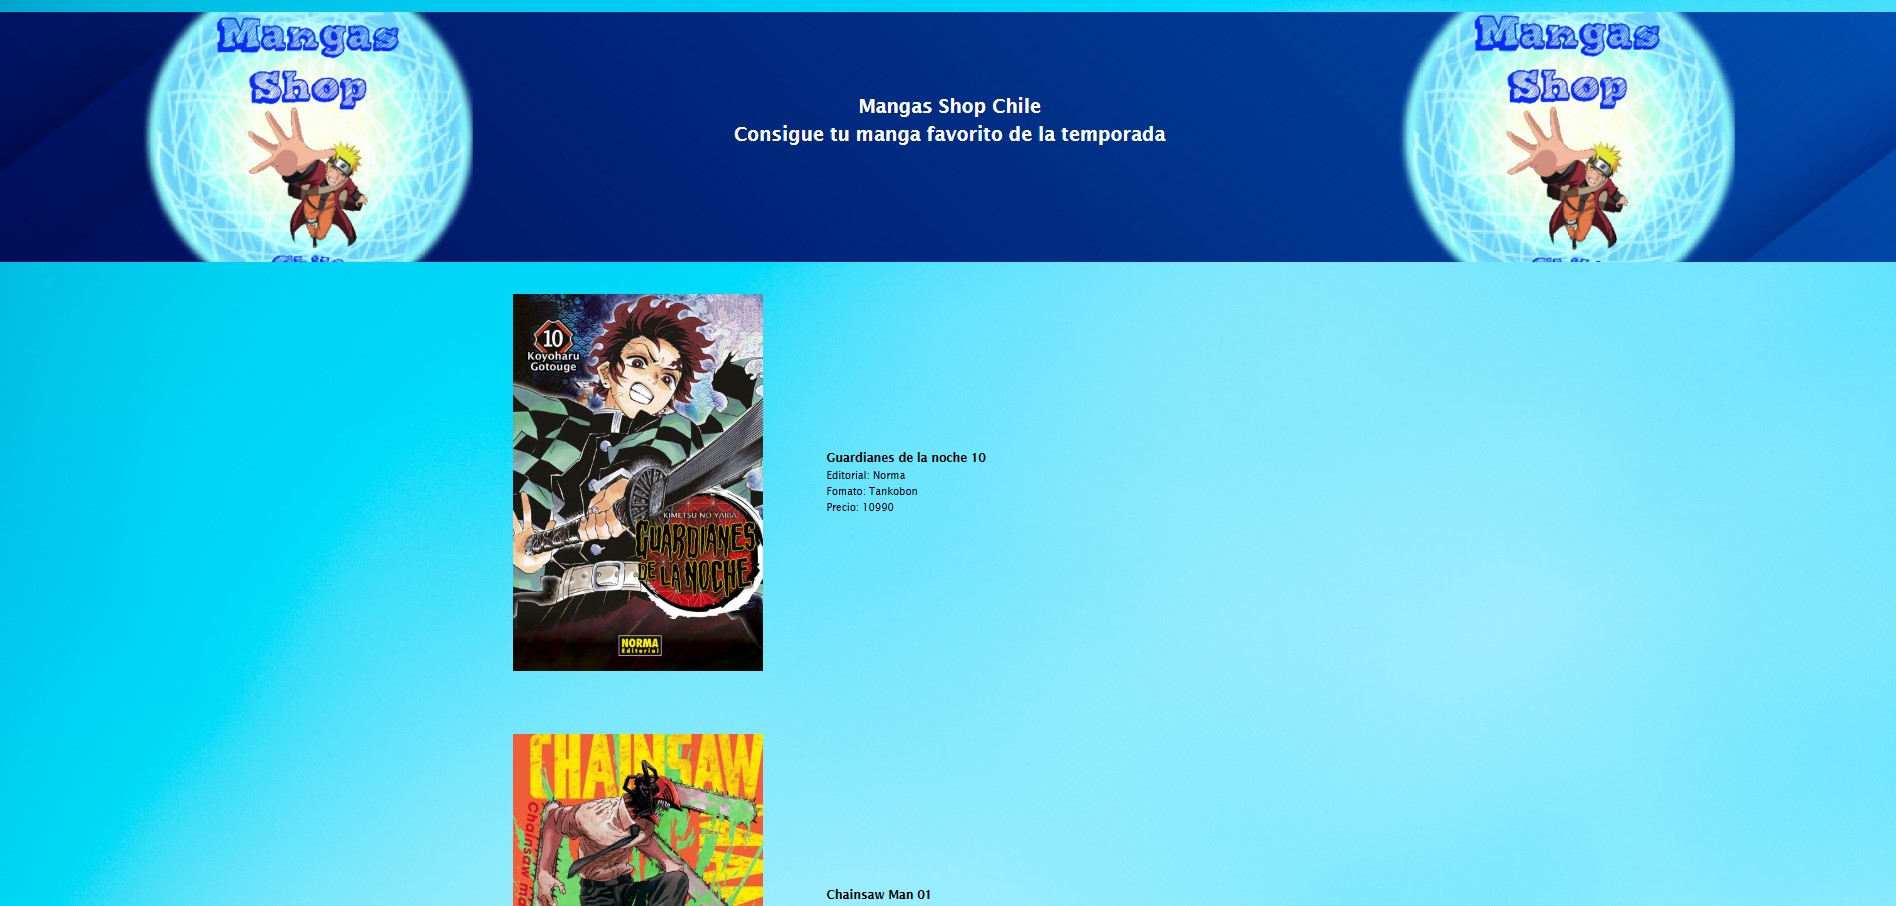 Mangas
Shop
Mangas Shop Chile
Consigue tu manga favorito de la temporada
Mangas
Shop
10
Koyoharu
Gotouge
KIMETSU NO YAIBA
GUARDIANES
DE LA NOCHE
NORMA
Editorial
Guardianes de la noche 10
Editorial: Norma
Fomato: Tankobon
Precio: 10990
CHAINSAW
Chainsaw ma
Chainsaw Man 01